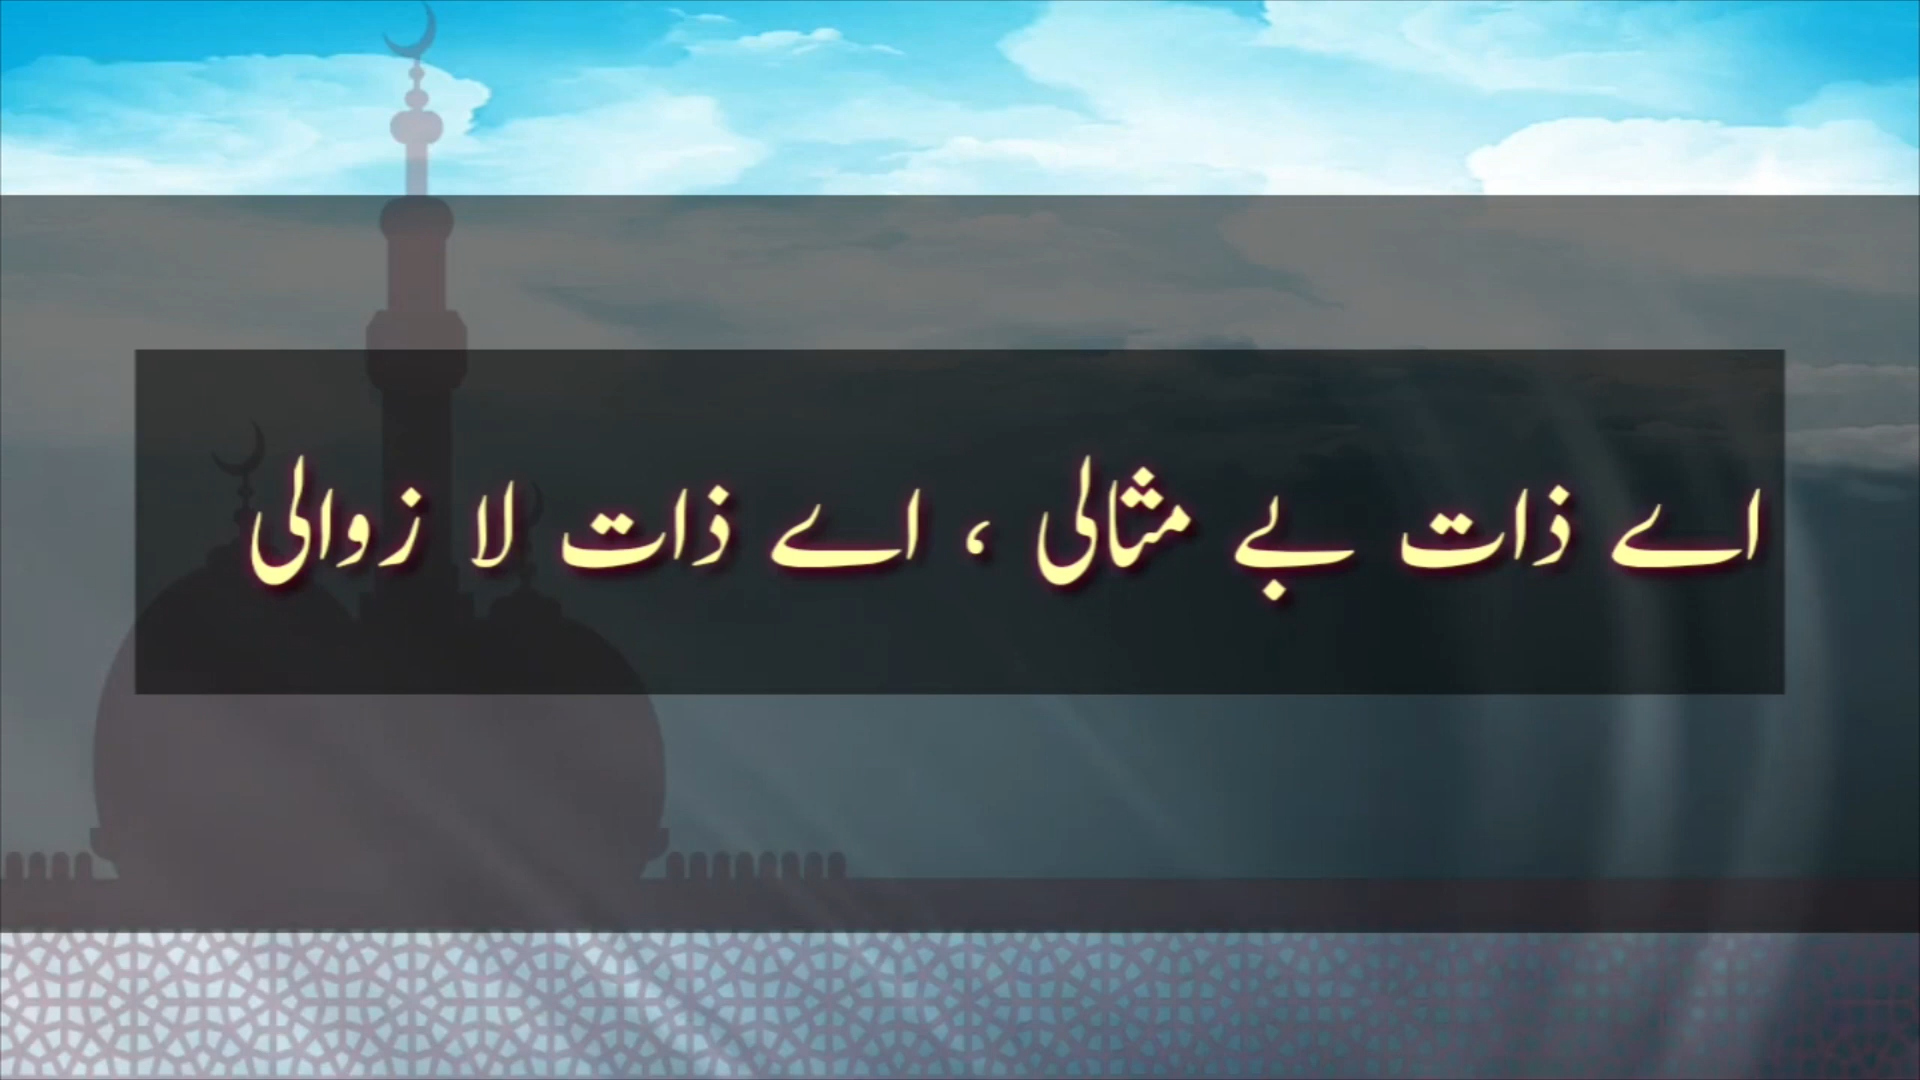 اے ذات بے مثالی ، اے ذات لا زوالی